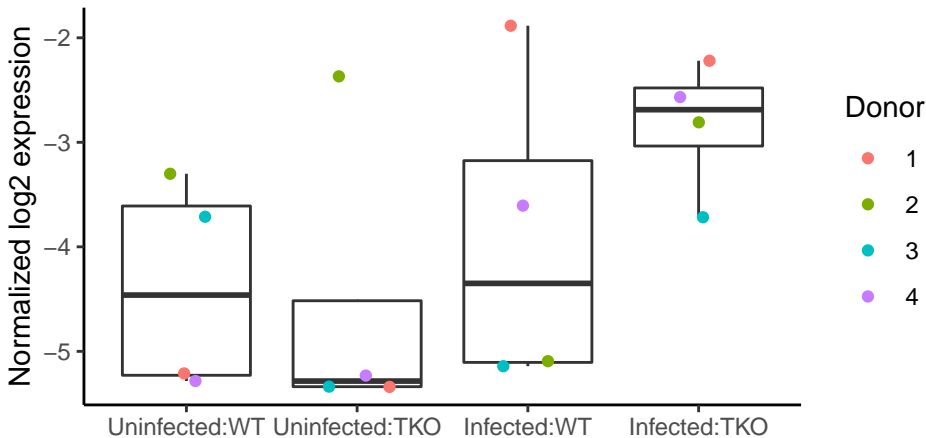 Normalized log2 expression
−2
−3
−4
−5
Uninfected:WT
Uninfected:TKO
Infected:WT
Infected:TKO
Donor
1
2
3
4